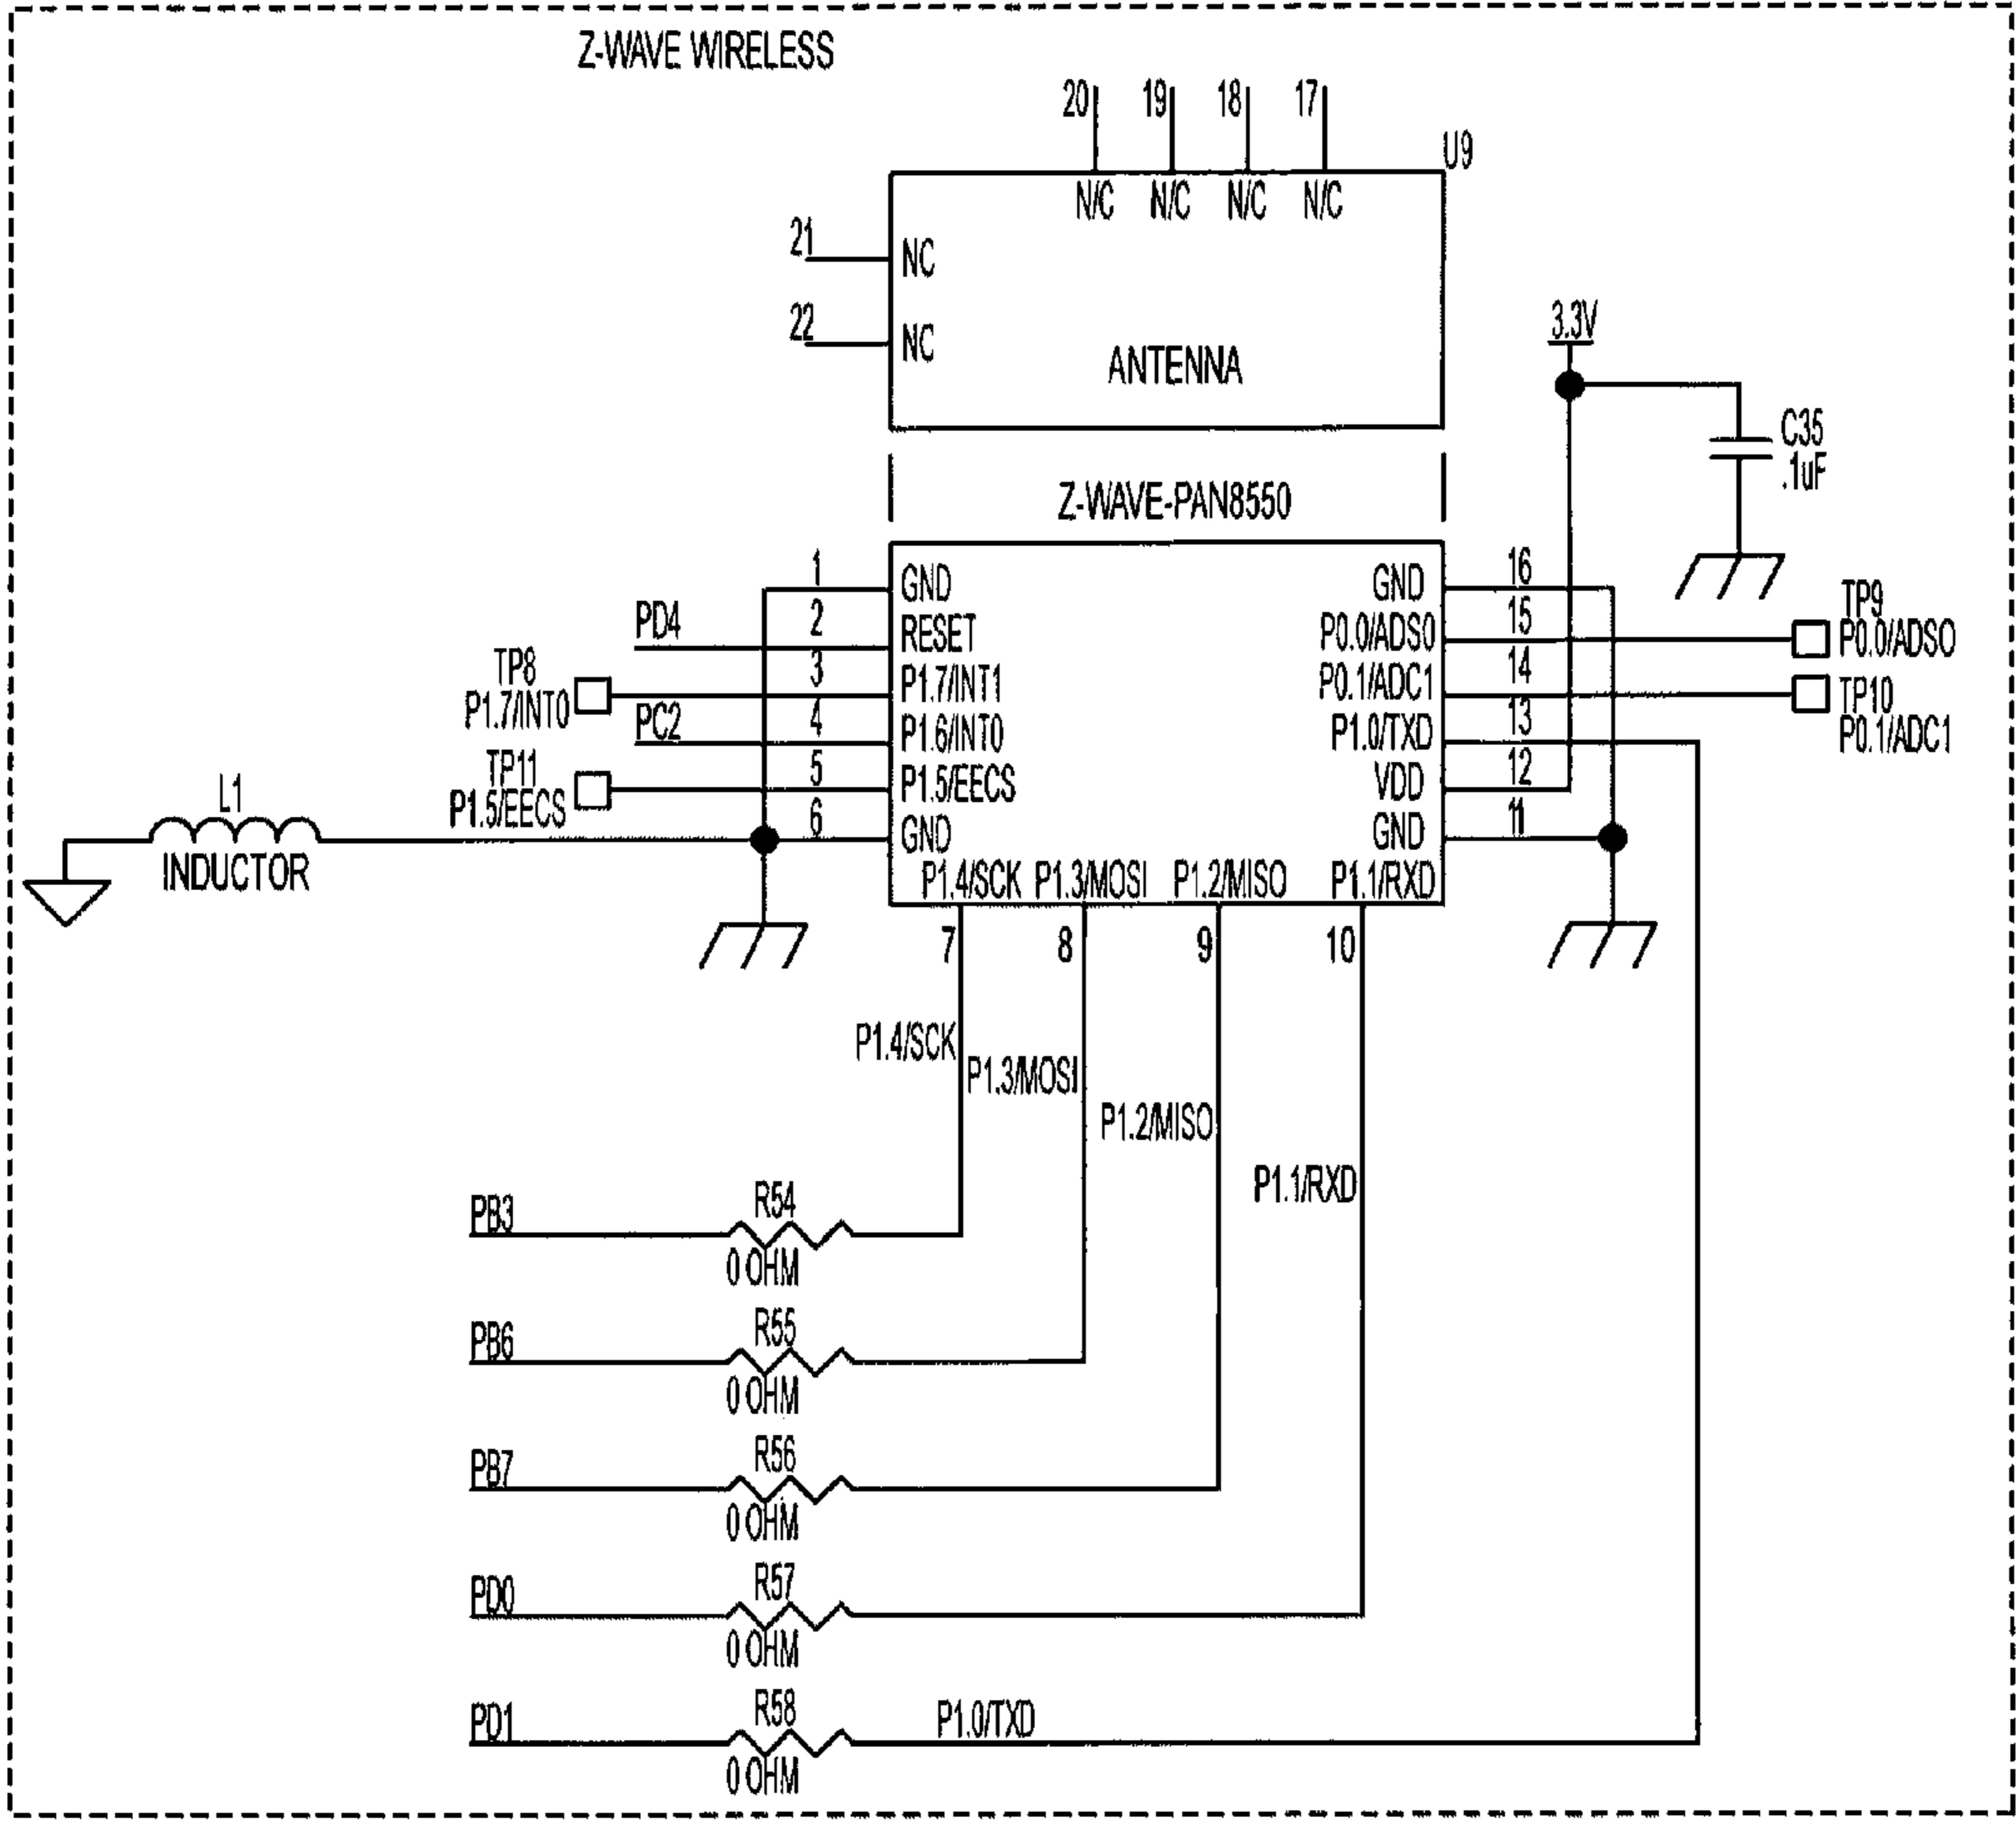 Z-WAVE WIRELESS
20
19
18
17
U9
N/C
N/C
N/C
N/C
21
NC
22
NC
ANTENNA
3.3V
C35
.1uF
Z-WAVE-PAN8550
1
GND
GND
16
PD4
2
RESET
P0.0/ADS0
15
TP9
P0.0/ADSO
TP8
P1.7/INT0
3
P1.7/INT1
P0.1/ADC1
14
TP10
P0.1/ADC1
PC2
4
P1.6/INT0
P1.0/TXD
13
TP11
P1.5/EECS
5
P1.5/EECS
VDD
12
L1
INDUCTOR
6
GND
GND
11
P1.4/SCK
P1.3/MOSI
P1.2/MISO
P1.1/RXD
7
8
9
10
P1.4/SCK
P1.3/MOSI
P1.2/MISO
P1.1/RXD
PB3
R54
0 OHM
PB6
R55
0 OHM
PB7
R56
0 OHM
PD0
R57
0 OHM
PD1
R58
0 OHM
P1.0/TXD